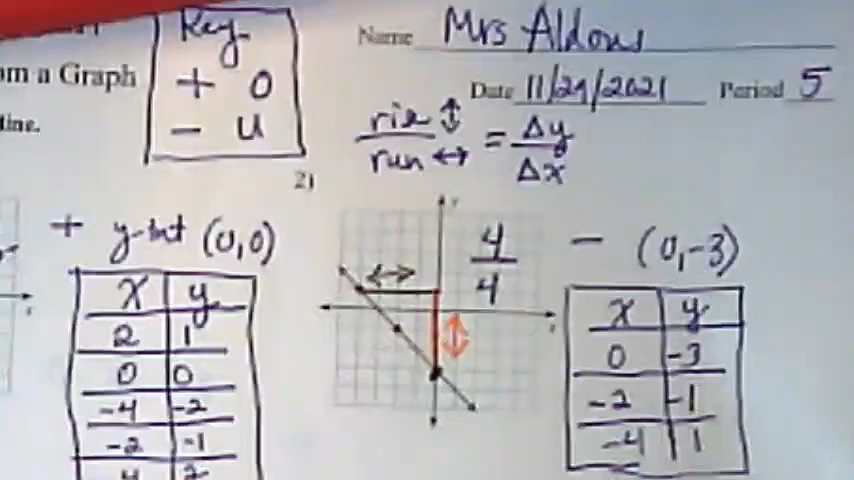 Key
Name Mrs Aldous
om a Graph
+ 0
Date 11/29/2021 Period 5
line.
- u
rise
run
= Δy
Δx
2)
+ y-int (0,0)
4
4
- (0,-3)
y
x
x
x
x y
2 1
0 0
-4 -2
-2 -1
4 2
x y
0 -3
-2 -1
-4 1